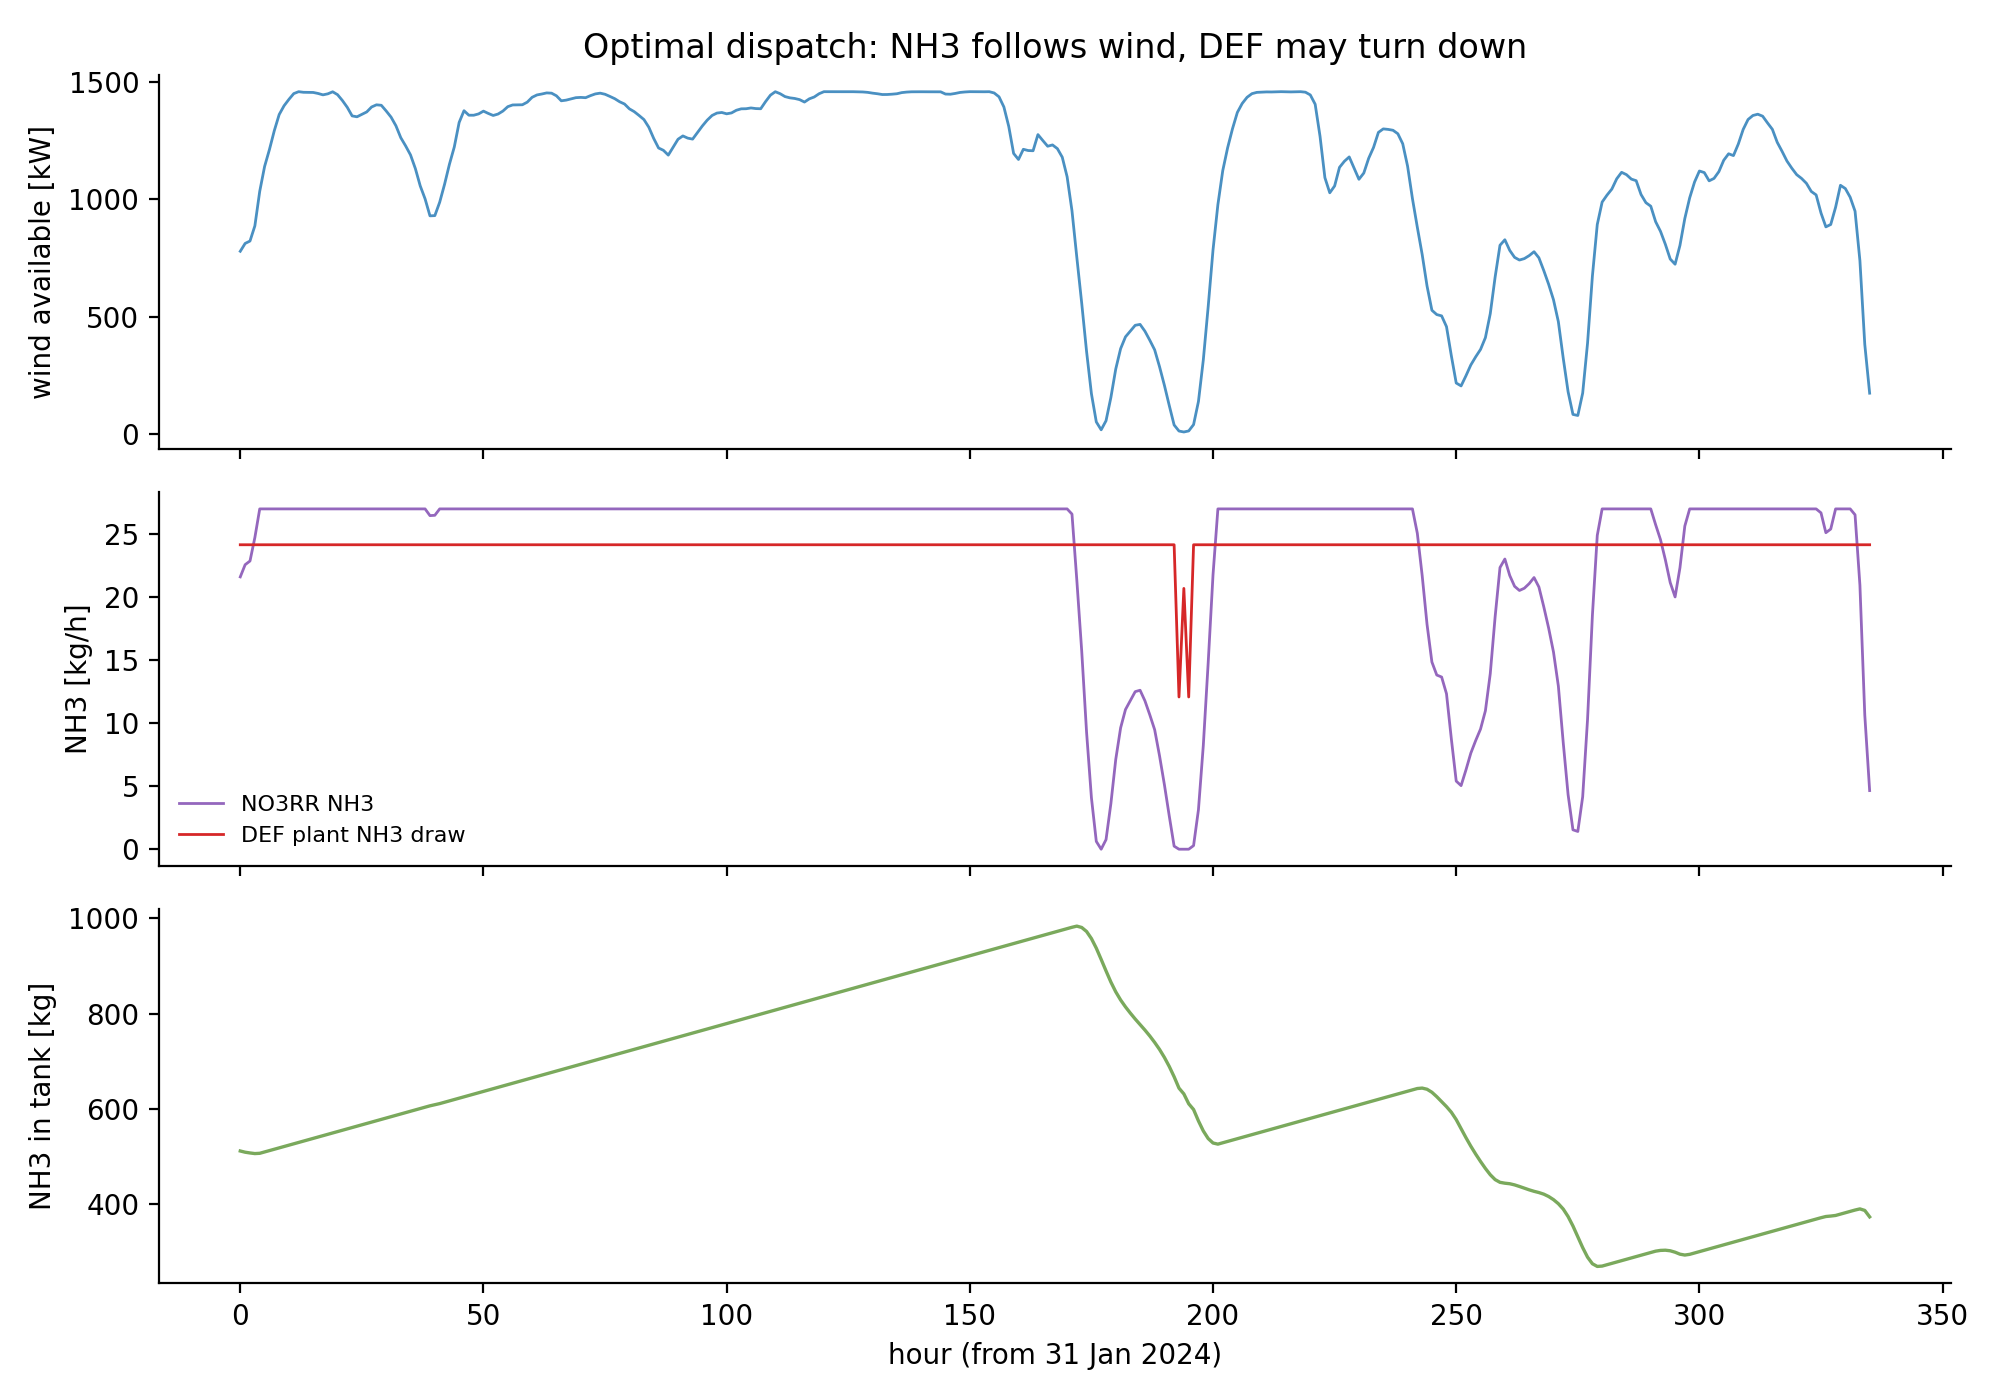 Optimal dispatch: NH3 follows wind, DEF may turn down
wind available [kW]
1500
1000
500
0
NH3 [kg/h]
25
20
15
10
5
0
NO3RR NH3
DEF plant NH3 draw
NH3 in tank [kg]
1000
800
600
400
0 50 100 150 200 250 300 350
hour (from 31 Jan 2024)